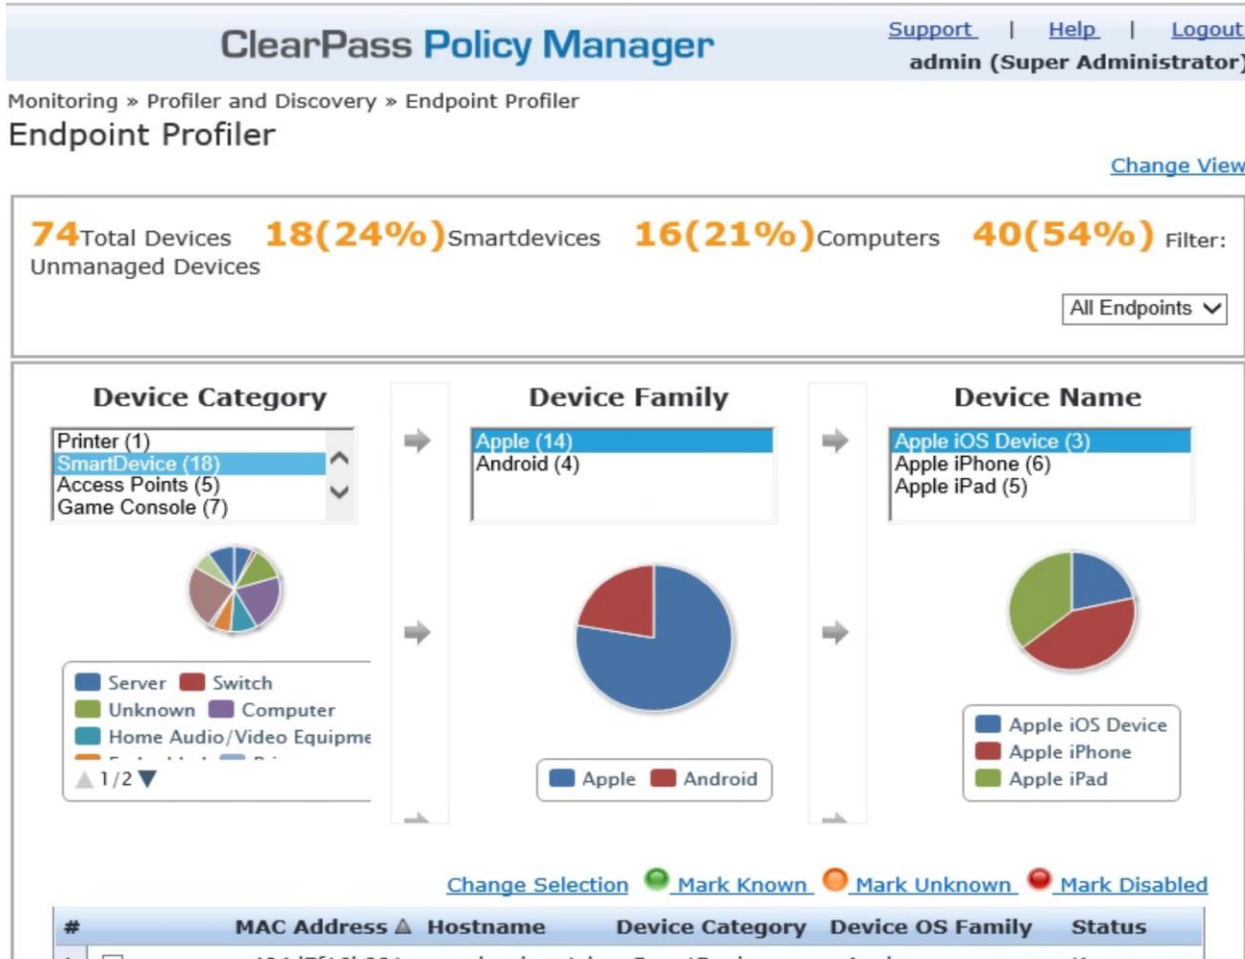 ClearPass Policy Manager
Support | Help | Logout
admin (Super Administrator)
Monitoring » Profiler and Discovery » Endpoint Profiler
Endpoint Profiler
Change View
74Total Devices 18(24%)Smartdevices 16(21%)Computers 40(54%) Filter:
Unmanaged Devices
All Endpoints
Device Category
Printer (1)
SmartDevice (18)
Access Points (5)
Game Console (7)
Server Switch
Unknown Computer
Home Audio/Video Equipme
1/2
Device Family
Apple (14)
Android (4)
Apple Android
Device Name
Apple iOS Device (3)
Apple iPhone (6)
Apple iPad (5)
Apple iOS Device
Apple iPhone
Apple iPad
Change Selection Mark Known Mark Unknown Mark Disabled
# MAC Address Hostname Device Category Device OS Family Status